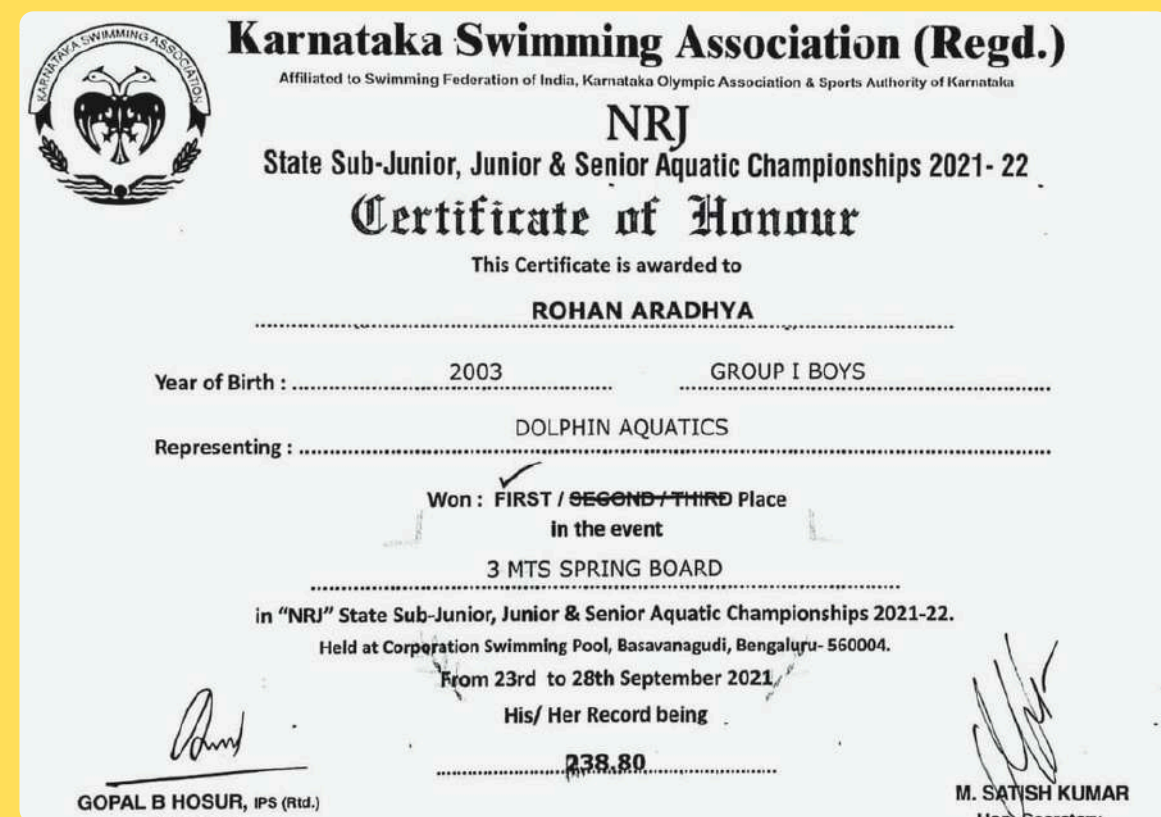 KARNATAKA SWIMMING ASSOCIATION
Karnataka Swimming Association (Regd.)
Affiliated to Swimming Federation of India, Karnataka Olympic Association & Sports Authority of Karnataka
NRJ
State Sub-Junior, Junior & Senior Aquatic Championships 2021- 22
Certificate of Honour
This Certificate is awarded to
ROHAN ARADHYA
Year of Birth : 2003 GROUP I BOYS
Representing : DOLPHIN AQUATICS
Won : FIRST / SECOND / THIRD Place
in the event
3 MTS SPRING BOARD
in "NRJ" State Sub-Junior, Junior & Senior Aquatic Championships 2021-22.
Held at Corporation Swimming Pool, Basavanagudi, Bengaluru- 560004.
From 23rd to 28th September 2021
His/ Her Record being
238.80
GOPAL B HOSUR, IPS (Rtd.)
M. SATISH KUMAR
Hon. Secretary